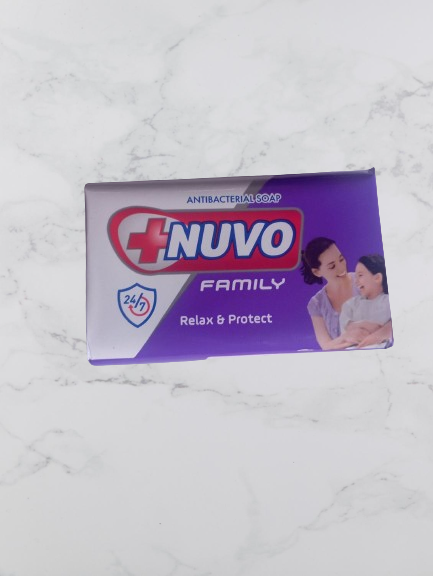 ANTIBACTERIAL SOAP
NUVO
FAMILY
24/7
Relax & Protect